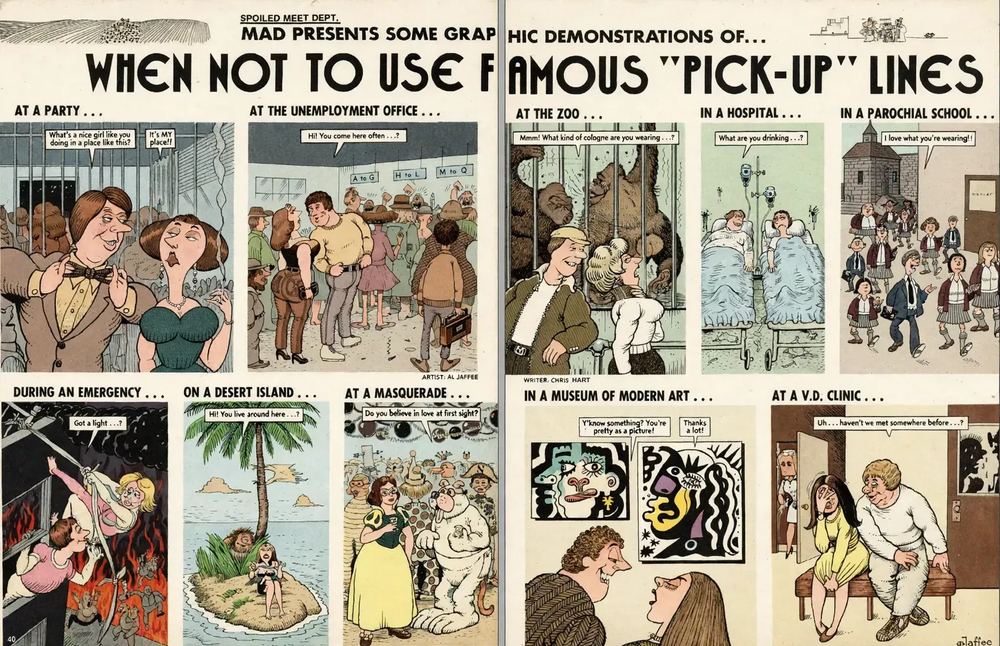 SPOILED MEET DEPT.
MAD PRESENTS SOME GRAPHIC DEMONSTRATIONS OF...
WHEN NOT TO USE FAMOUS "PICK-UP" LINES
AT A PARTY . . .
What's a nice girl like you
doing in a place like this?
It's MY
place!!
AT THE UNEMPLOYMENT OFFICE . . .
Hi! You come here often . . .?
A to G
H to L
M to Q
ARTIST: AL JAFFEE
AT THE ZOO . . .
Mmm! What kind of cologne are you wearing . . .?
WRITER: CHRIS HART
IN A HOSPITAL . . .
What are you drinking . . .?
IN A PAROCHIAL SCHOOL . . .
I love what you're wearing!!
DURING AN EMERGENCY . . .
Got a light . . .?
40
ON A DESERT ISLAND . . .
Hi! You live around here . . .?
AT A MASQUERADE . . .
Do you believe in love at first sight?
IN A MUSEUM OF MODERN ART . . .
Y'know something? You're
pretty as a picture!
Thanks
a lot!
AT A V.D. CLINIC . . .
Uh . . . haven't we met somewhere before . . .?
aJaffee